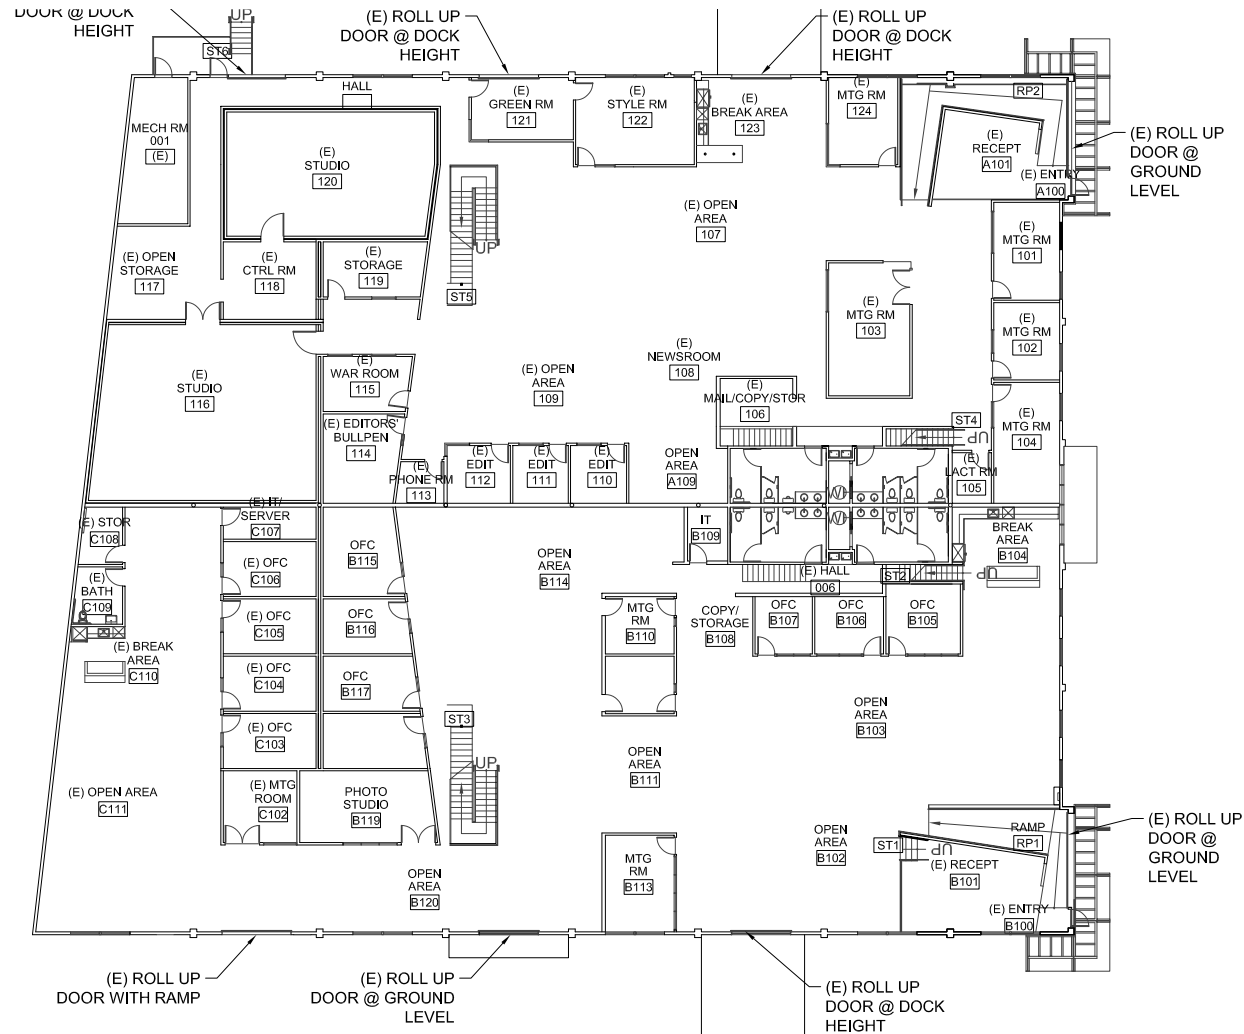 DOOR @ DOCK
HEIGHT
UP
ST6
(E) ROLL UP
DOOR @ DOCK
HEIGHT
(E) ROLL UP
DOOR @ DOCK
HEIGHT
HALL
MECH RM
001
(E)
(E)
STUDIO
120
(E)
GREEN RM
121
(E)
STYLE RM
122
(E)
BREAK AREA
123
(E)
MTG RM
124
RP2
(E)
RECEPT
A101
(E) ENTRY
A100
(E) ROLL UP
DOOR @
GROUND
LEVEL
(E) OPEN
STORAGE
117
(E)
CTRL RM
118
(E)
STORAGE
119
UP
ST5
(E) OPEN
AREA
107
(E)
MTG RM
101
(E)
MTG RM
102
(E)
MTG RM
103
(E)
MTG RM
104
(E)
STUDIO
116
(E)
WAR ROOM
115
(E) EDITORS'
BULLPEN
114
(E) OPEN
AREA
109
(E)
NEWSROOM
108
(E)
MAIL/COPY/STOR
106
ST4
UP
(E)
PHONE RM
113
(E)
EDIT
112
(E)
EDIT
111
(E)
EDIT
110
OPEN
AREA
A109
(E)
LACT RM
105
(E) STOR
C108
(E) IT/
SERVER
C107
OFC
B115
OPEN
AREA
B114
IT
B109
BREAK
AREA
B104
(E)
BATH
C109
(E) OFC
C106
(E) HALL
006
ST2
UP
(E) OFC
C105
OFC
B116
MTG
RM
B110
COPY/
STORAGE
B108
OFC
B107
OFC
B106
OFC
B105
(E) BREAK
AREA
C110
(E) OFC
C104
OFC
B117
(E) OFC
C103
ST3
UP
OPEN
AREA
B103
OPEN
AREA
B111
(E) OPEN AREA
C111
(E) MTG
ROOM
C102
PHOTO
STUDIO
B119
OPEN
AREA
B102
ST1
UP
RAMP
RP1
(E) RECEPT
B101
(E) ENTRY
B100
(E) ROLL UP
DOOR @
GROUND
LEVEL
OPEN
AREA
B120
MTG
RM
B113
(E) ROLL UP
DOOR WITH RAMP
(E) ROLL UP
DOOR @ GROUND
LEVEL
(E) ROLL UP
DOOR @ DOCK
HEIGHT